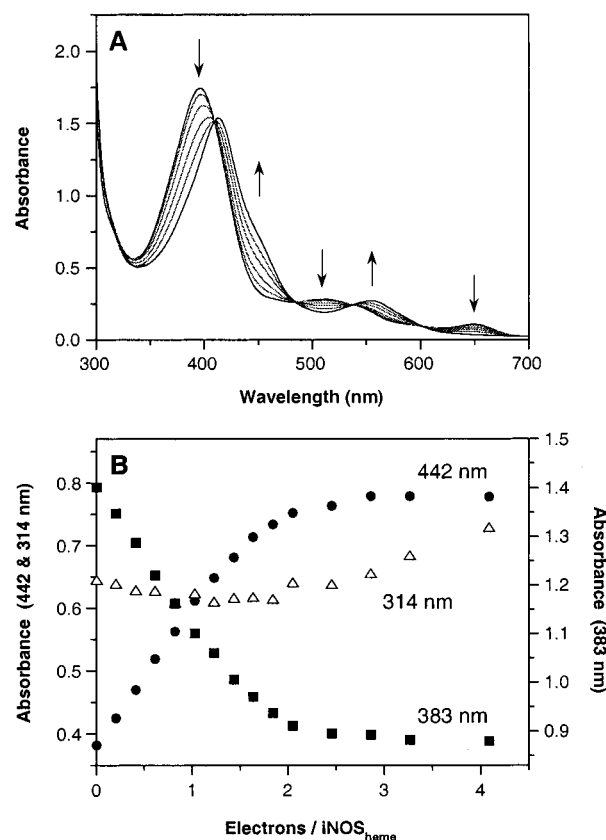 A
2.0
1.5
1.0
0.5
0.0
Absorbance
300
400
500
600
700
Wavelength (nm)
B
0.8
0.7
0.6
0.5
0.4
Absorbance (442 & 314 nm)
1.5
1.4
1.3
1.2
1.1
1.0
0.9
Absorbance (383 nm)
442 nm
314 nm
383 nm
0
1
2
3
4
Electrons / iNOSheme